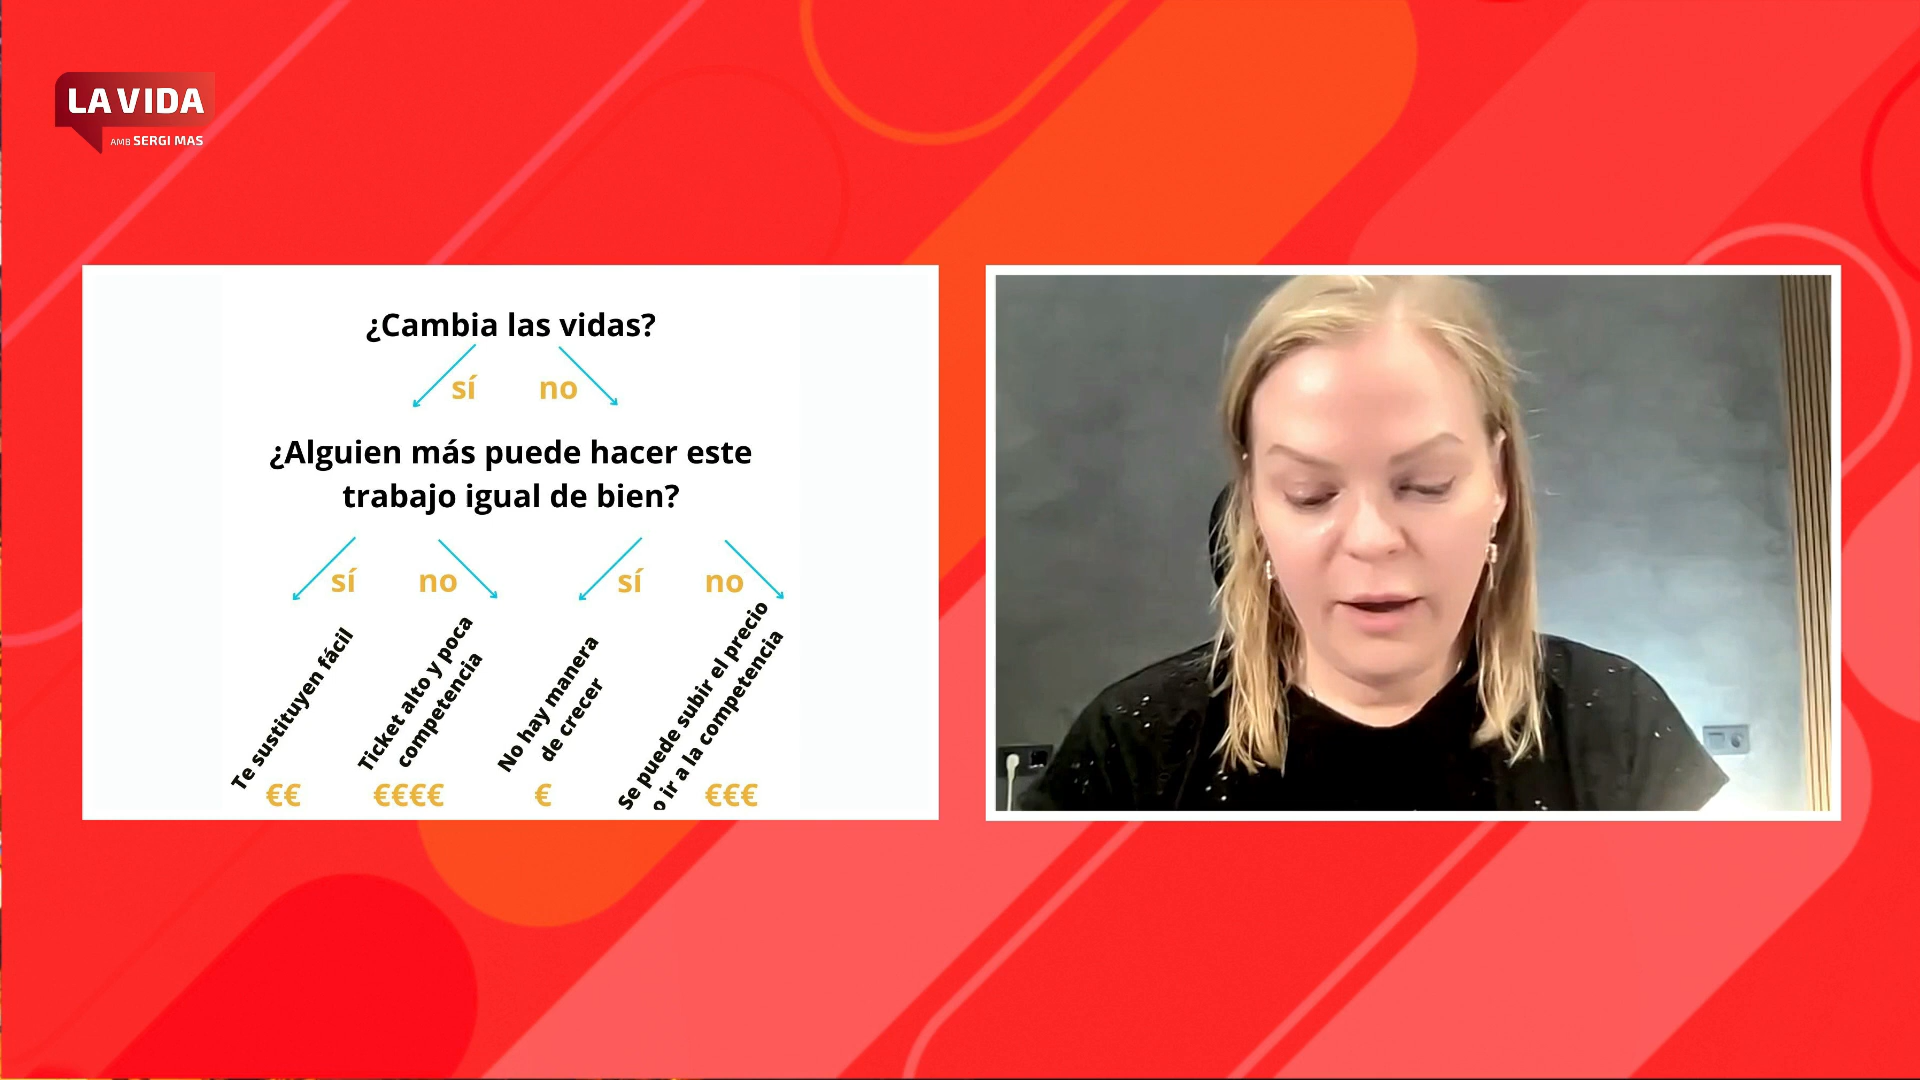 LA VIDA
AMB SERGI MAS
¿Cambia las vidas?
sí no
¿Alguien más puede hacer este
trabajo igual de bien?
sí no sí no
Te sustituyen fácil
Ticket alto y poca
competencia
No hay manera
de crecer
Se puede subir el precio
o ir a la competencia
€€ €€€€ € €€€